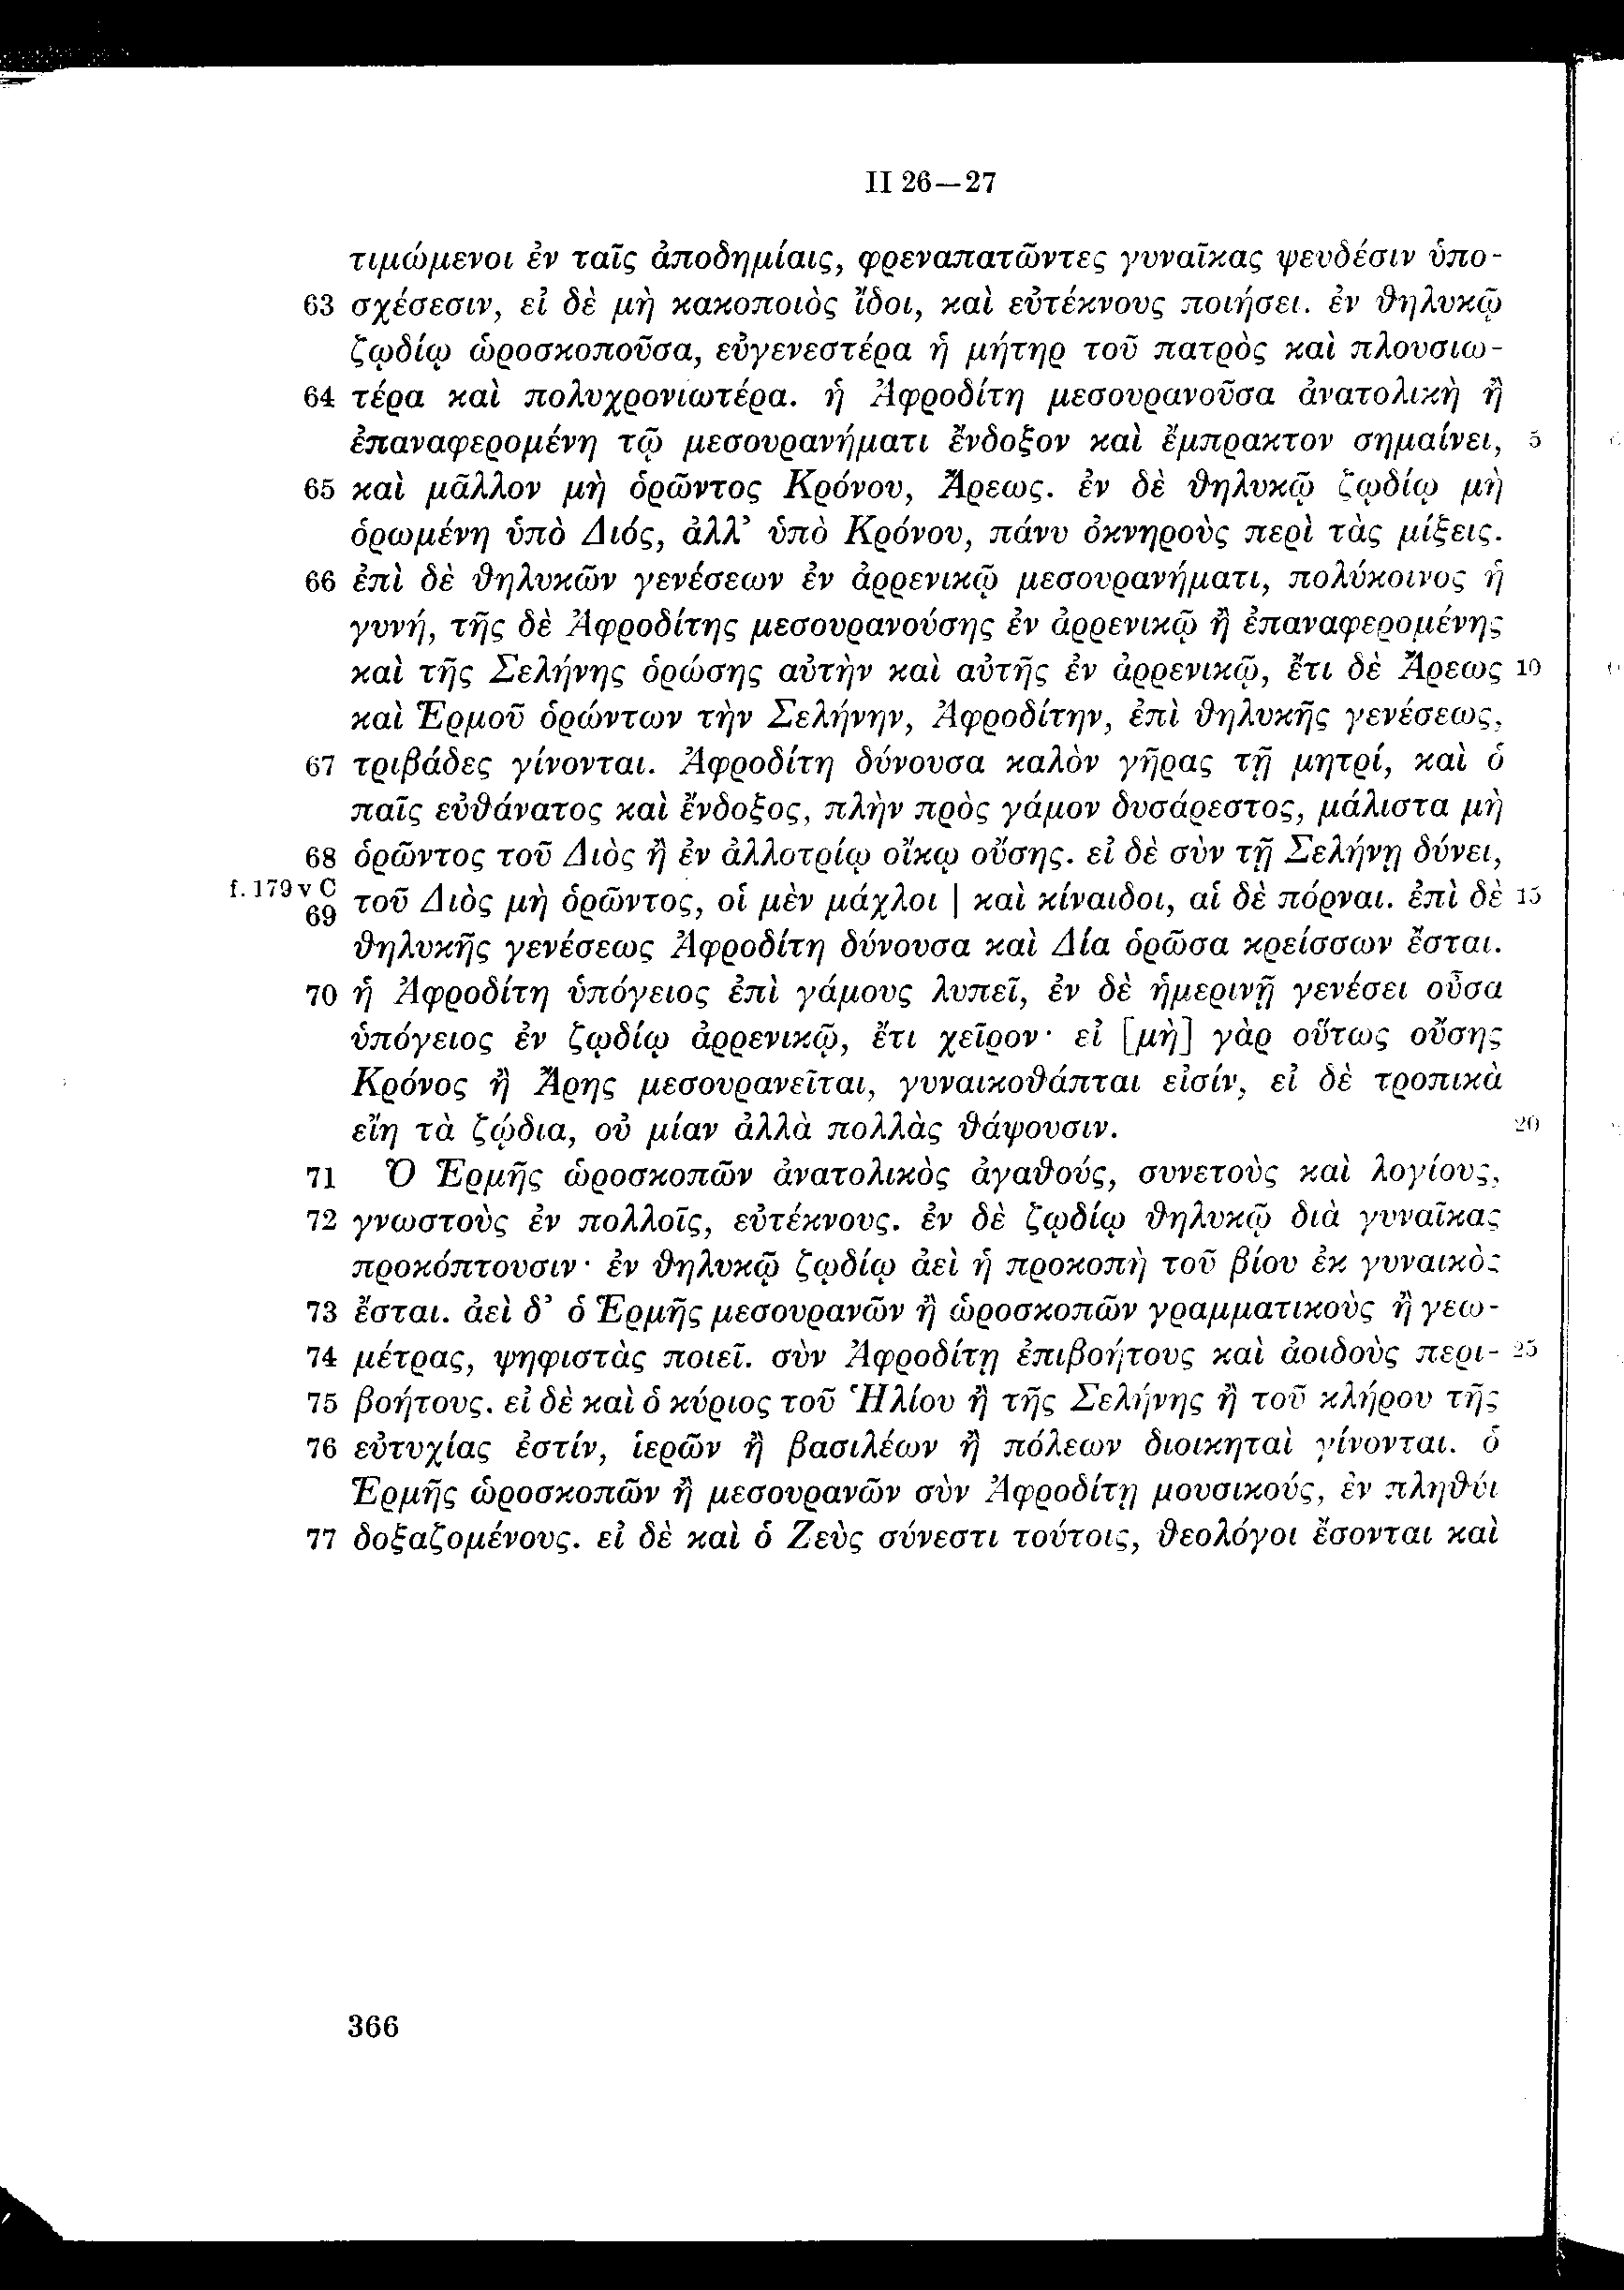 II 26—27
τιμώμενοι ἐν ταῖς ἀποδημίαις, φρεναπατῶντες γυναῖκας ψευδέσιν ὑπο-
63 σχέσεσιν, εἰ δὲ μὴ κακοποιὸς ἴδοι, καὶ εὐτέκνους ποιήσει. ἐν θηλυκῷ
ζῳδίῳ ὡροσκοποῦσα, εὐγενεστέρα ἡ μήτηρ τοῦ πατρὸς καὶ πλουσιω-
64 τέρα καὶ πολυχρονιωτέρα. ἡ Ἀφροδίτη μεσουρανοῦσα ἀνατολικὴ ἢ
ἐπαναφερομένη τῷ μεσουρανήματι ἔνδοξον καὶ ἔμπρακτον σημαίνει, 5
65 καὶ μᾶλλον μὴ ὁρῶντος Κρόνου, Ἄρεως. ἐν δὲ θηλυκῷ ζῳδίῳ μὴ
ὁρωμένη ὑπὸ Διός, ἀλλ’ ὑπὸ Κρόνου, πάνυ ὀκνηροὺς περὶ τὰς μίξεις.
66 ἐπὶ δὲ θηλυκῶν γενέσεων ἐν ἀρρενικῷ μεσουρανήματι, πολύκοινος ἡ
γυνή, τῆς δὲ Ἀφροδίτης μεσουρανούσης ἐν ἀρρενικῷ ἢ ἐπαναφερομένης
καὶ τῆς Σελήνης ὁρώσης αὐτὴν καὶ αὐτῆς ἐν ἀρρενικῷ, ἔτι δὲ Ἄρεως 10
καὶ Ἑρμοῦ ὁρώντων τὴν Σελήνην, Ἀφροδίτην, ἐπὶ θηλυκῆς γενέσεως,
67 τριβάδες γίνονται. Ἀφροδίτη δύνουσα καλὸν γῆρας τῇ μητρί, καὶ ὁ
παῖς εὐθάνατος καὶ ἔνδοξος, πλὴν πρὸς γάμον δυσάρεστος, μάλιστα μὴ
68 ὁρῶντος τοῦ Διὸς ἢ ἐν ἀλλοτρίῳ οἴκῳ οὔσης. εἰ δὲ σὺν τῇ Σελήνῃ δύνει,
f. 179 v C
69 τοῦ Διὸς μὴ ὁρῶντος, οἱ μὲν μάχλοι | καὶ κίναιδοι, αἱ δὲ πόρναι. ἐπὶ δὲ 15
θηλυκῆς γενέσεως Ἀφροδίτη δύνουσα καὶ Δία ὁρῶσα κρείσσων ἔσται.
70 ἡ Ἀφροδίτη ὑπόγειος ἐπὶ γάμους λυπεῖ, ἐν δὲ ἡμερινῇ γενέσει οὖσα
ὑπόγειος ἐν ζῳδίῳ ἀρρενικῷ, ἔτι χεῖρον· εἰ [μὴ] γὰρ οὕτως οὔσης
Κρόνος ἢ Ἄρης μεσουρανεῖται, γυναικοθάπται εἰσίν, εἰ δὲ τροπικὰ
εἴη τὰ ζῴδια, οὐ μίαν ἀλλὰ πολλὰς θάψουσιν. 20
71 Ὁ Ἑρμῆς ὡροσκοπῶν ἀνατολικὸς ἀγαθούς, συνετοὺς καὶ λογίους,
72 γνωστοὺς ἐν πολλοῖς, εὐτέκνους. ἐν δὲ ζῳδίῳ θηλυκῷ διὰ γυναῖκας
προκόπτουσιν· ἐν θηλυκῷ ζῳδίῳ ἀεὶ ἡ προκοπὴ τοῦ βίου ἐκ γυναικὸς
73 ἔσται. ἀεὶ δ’ ὁ Ἑρμῆς μεσουρανῶν ἢ ὡροσκοπῶν γραμματικοὺς ἢ γεω-
74 μέτρας, ψηφιστὰς ποιεῖ. σὺν Ἀφροδίτῃ ἐπιβοήτους καὶ ἀοιδοὺς περι- 25
75 βοήτους. εἰ δὲ καὶ ὁ κύριος τοῦ Ἡλίου ἢ τῆς Σελήνης ἢ τοῦ κλήρου τῆς
76 εὐτυχίας ἐστίν, ἱερῶν ἢ βασιλέων ἢ πόλεων διοικηταὶ γίνονται. ὁ
Ἑρμῆς ὡροσκοπῶν ἢ μεσουρανῶν σὺν Ἀφροδίτῃ μουσικούς, ἐν πληθύι
77 δοξαζομένους. εἰ δὲ καὶ ὁ Ζεὺς σύνεστι τούτοις, θεολόγοι ἔσονται καὶ
366